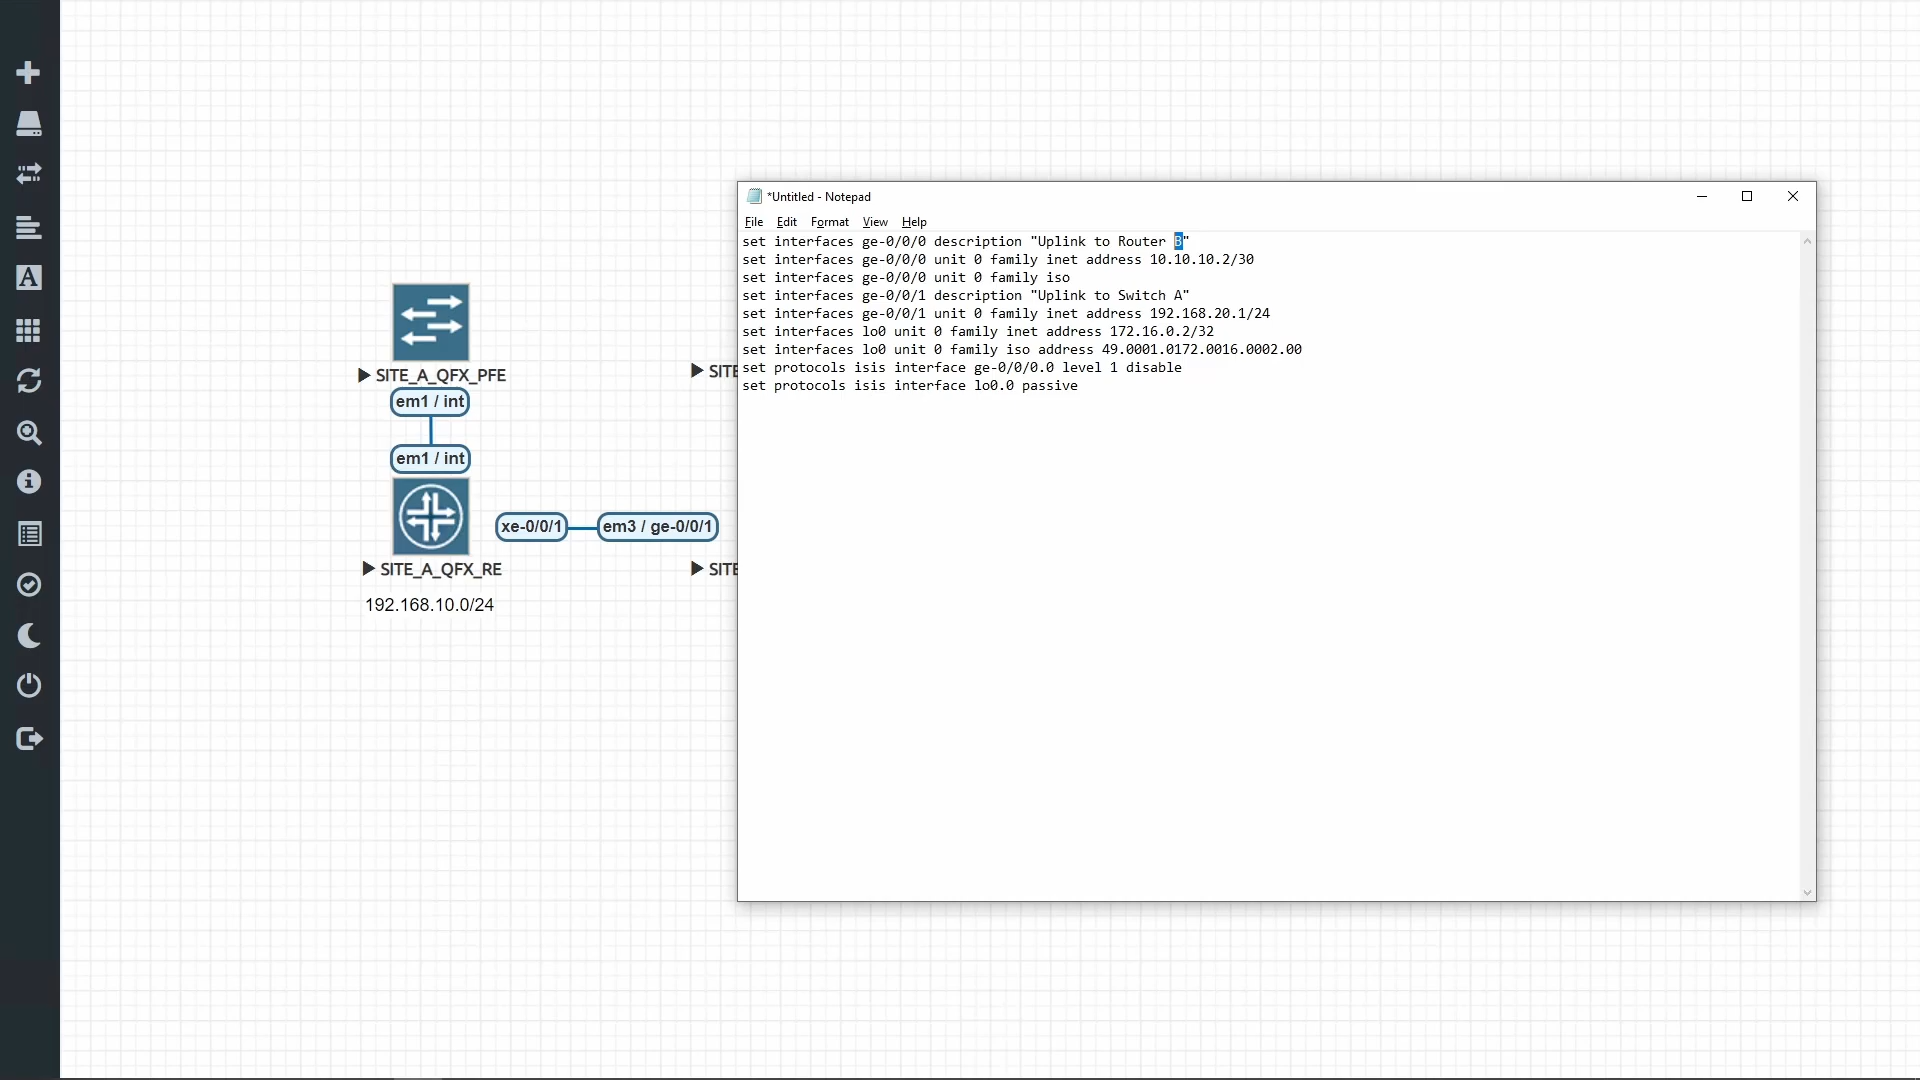 *Untitled - Notepad
File Edit Format View Help
set interfaces ge-0/0/0 description "Uplink to Router B"
set interfaces ge-0/0/0 unit 0 family inet address 10.10.10.2/30
set interfaces ge-0/0/0 unit 0 family iso
set interfaces ge-0/0/1 description "Uplink to Switch A"
set interfaces ge-0/0/1 unit 0 family inet address 192.168.20.1/24
set interfaces lo0 unit 0 family inet address 172.16.0.2/32
set interfaces lo0 unit 0 family iso address 49.0001.0172.0016.0002.00
set protocols isis interface ge-0/0/0.0 level 1 disable
set protocols isis interface lo0.0 passive
SITE_A_QFX_PFE
SITE
em1 / int
em1 / int
xe-0/0/1
em3 / ge-0/0/1
SITE_A_QFX_RE
SITE
192.168.10.0/24